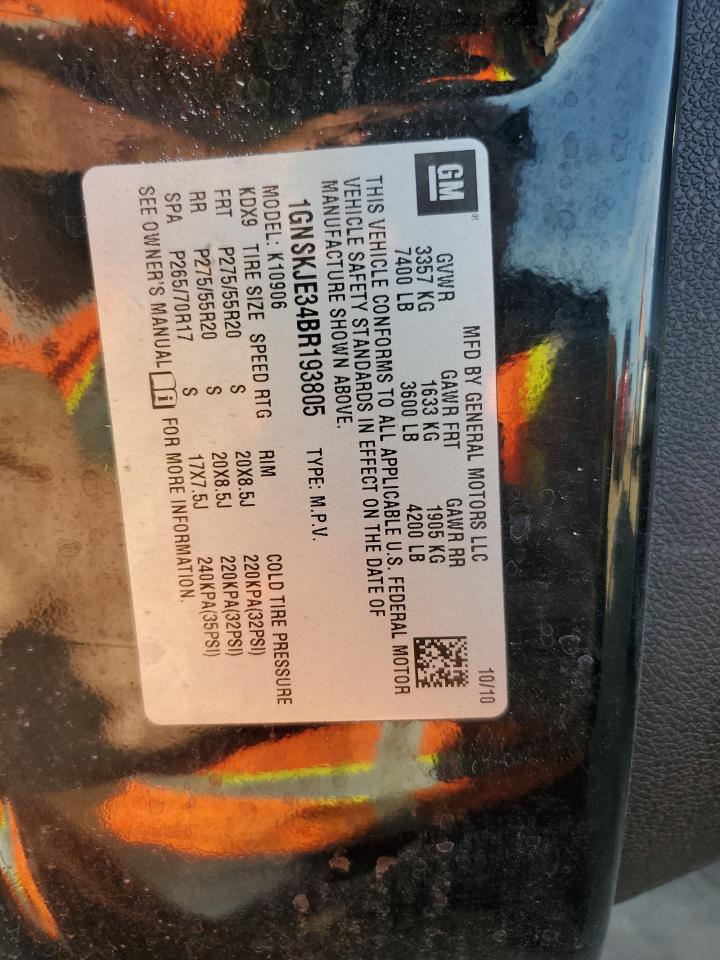 GM
MFD BY GENERAL MOTORS LLC 10/10
GVWR GAWR FRT GAWR RR
3357 KG 1633 KG 1905 KG
7400 LB 3600 LB 4200 LB
THIS VEHICLE CONFORMS TO ALL APPLICABLE U.S. FEDERAL MOTOR
VEHICLE SAFETY STANDARDS IN EFFECT ON THE DATE OF
MANUFACTURE SHOWN ABOVE.
1GNSKJE34BR193805 TYPE: M.P.V.
MODEL: K10906
KDX9 TIRE SIZE SPEED RTG RIM COLD TIRE PRESSURE
FRT P275/55R20 S 20X8.5J 220KPA(32PSI)
RR P275/55R20 S 20X8.5J 220KPA(32PSI)
SPA P265/70R17 S 17X7.5J 240KPA(35PSI)
SEE OWNER'S MANUAL FOR MORE INFORMATION.